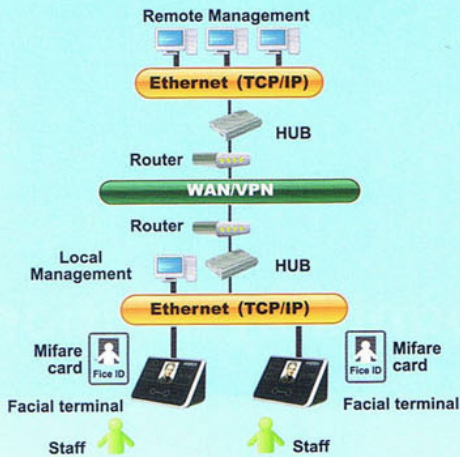 Remote Management
Ethernet (TCP/IP)
HUB
Router
WAN/VPN
Router
Local
Management
HUB
Ethernet (TCP/IP)
Mifare
card
Fice ID
Fice ID
Mifare
card
Facial terminal
Facial terminal
Staff
Staff